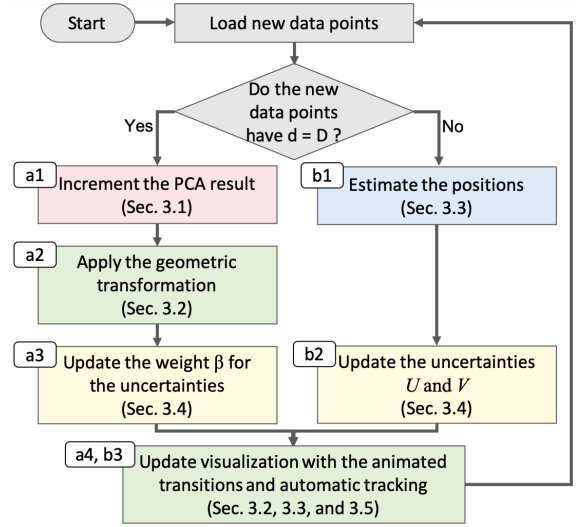 Start
Load new data points
Do the new
data points
have d = D ?
Yes
No
a1
Increment the PCA result
(Sec. 3.1)
b1
Estimate the positions
(Sec. 3.3)
a2
Apply the geometric
transformation
(Sec. 3.2)
a3
Update the weight β for
the uncertainties
(Sec. 3.4)
b2
Update the uncertainties
U and V
(Sec. 3.4)
a4, b3
Update visualization with the animated
transitions and automatic tracking
(Sec. 3.2, 3.3, and 3.5)